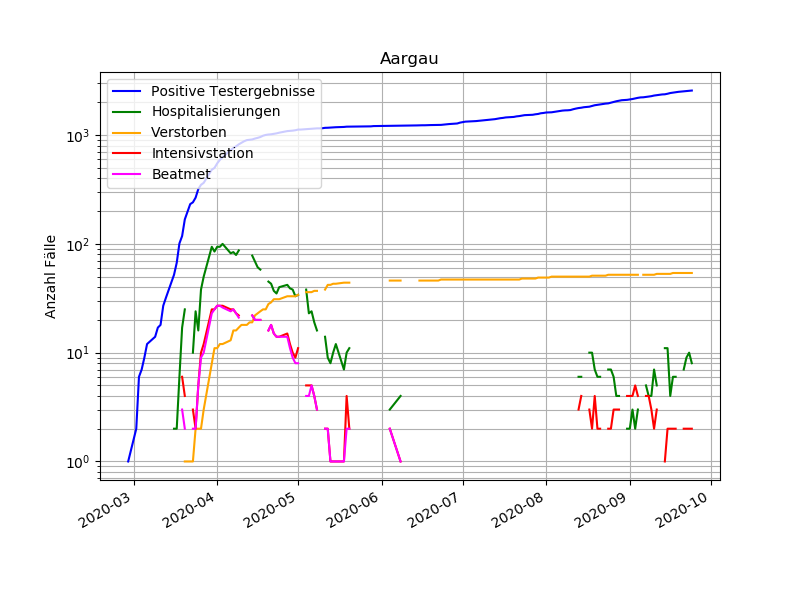 Aargau
Positive Testergebnisse
Hospitalisierungen
Verstorben
Intensivstation
Beatmet
Anzahl Fälle
10³
10²
10¹
10⁰
2020-03
2020-04
2020-05
2020-06
2020-07
2020-08
2020-09
2020-10